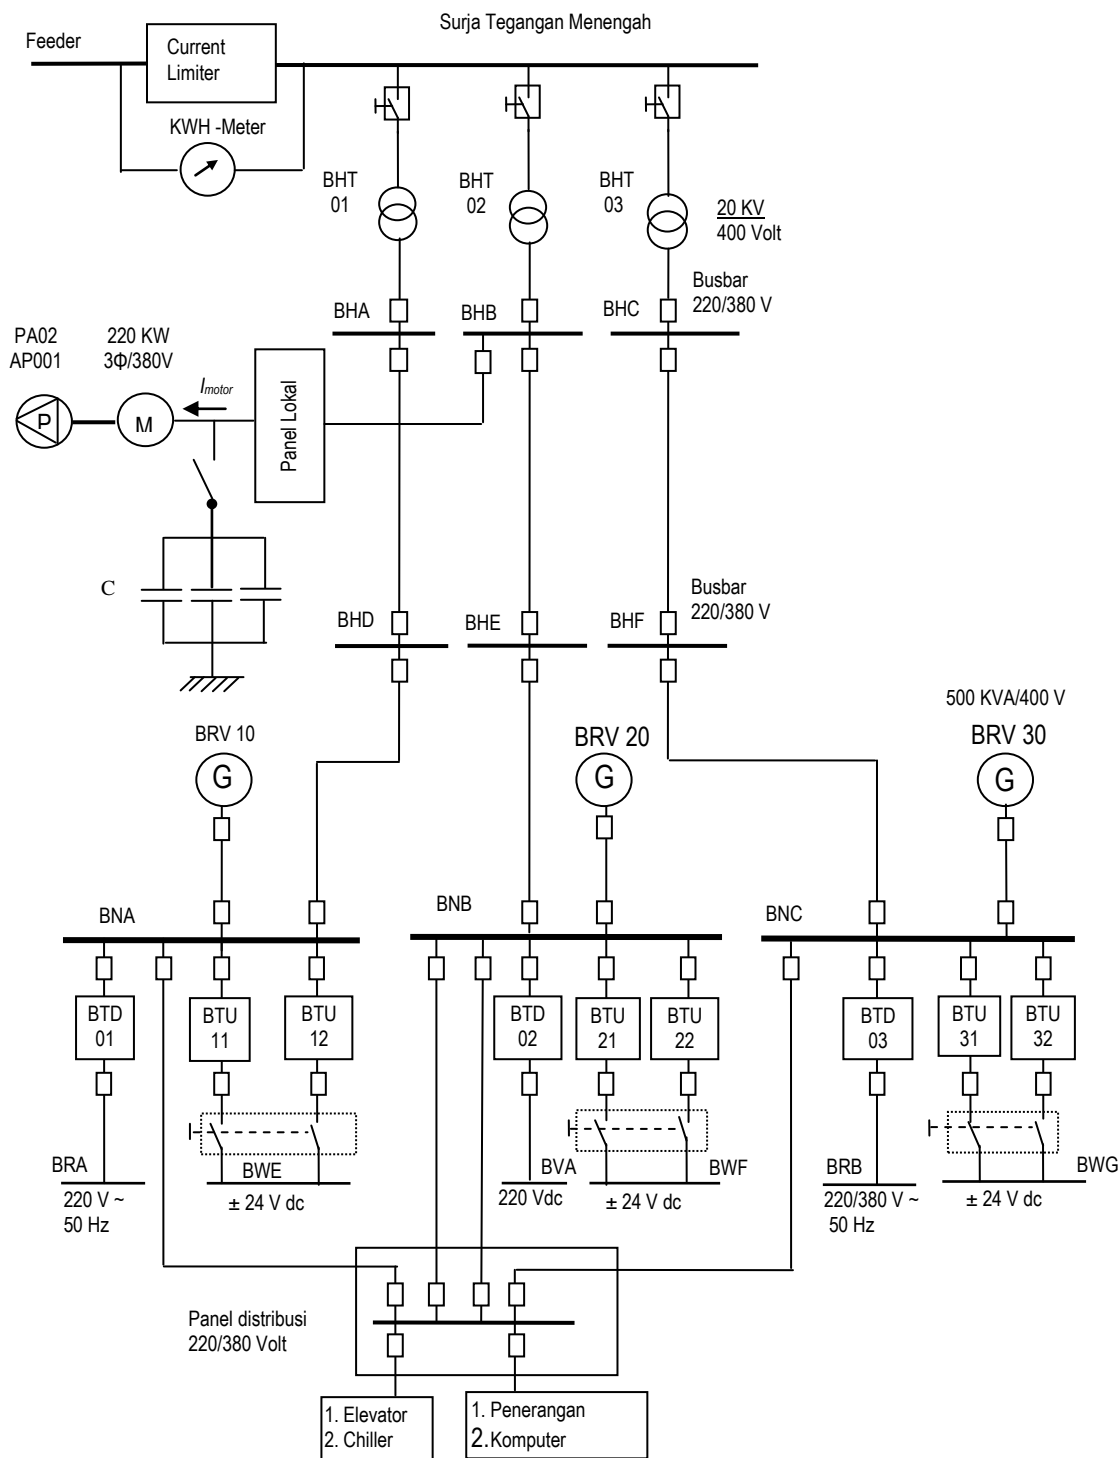 Surja Tegangan Menengah
Feeder
Current
Limiter
KWH -Meter
BHT
01
BHT
02
BHT
03
20 KV
400 Volt
Busbar
220/380 V
BHA
BHB
BHC
PA02
AP001
220 KW
3Φ/380V
I motor
Panel Lokal
P
M
C
Busbar
220/380 V
BHD
BHE
BHF
500 KVA/400 V
BRV 10
BRV 20
BRV 30
G
G
G
BNA
BNB
BNC
BTD
01
BTU
11
BTU
12
BTD
02
BTU
21
BTU
22
BTD
03
BTU
31
BTU
32
BRA
BWE
BVA
BWF
BRB
BWG
220 V ~
50 Hz
± 24 V dc
220 Vdc
± 24 V dc
220/380 V ~
50 Hz
± 24 V dc
Panel distribusi
220/380 Volt
1. Elevator
2. Chiller
1. Penerangan
2. Komputer